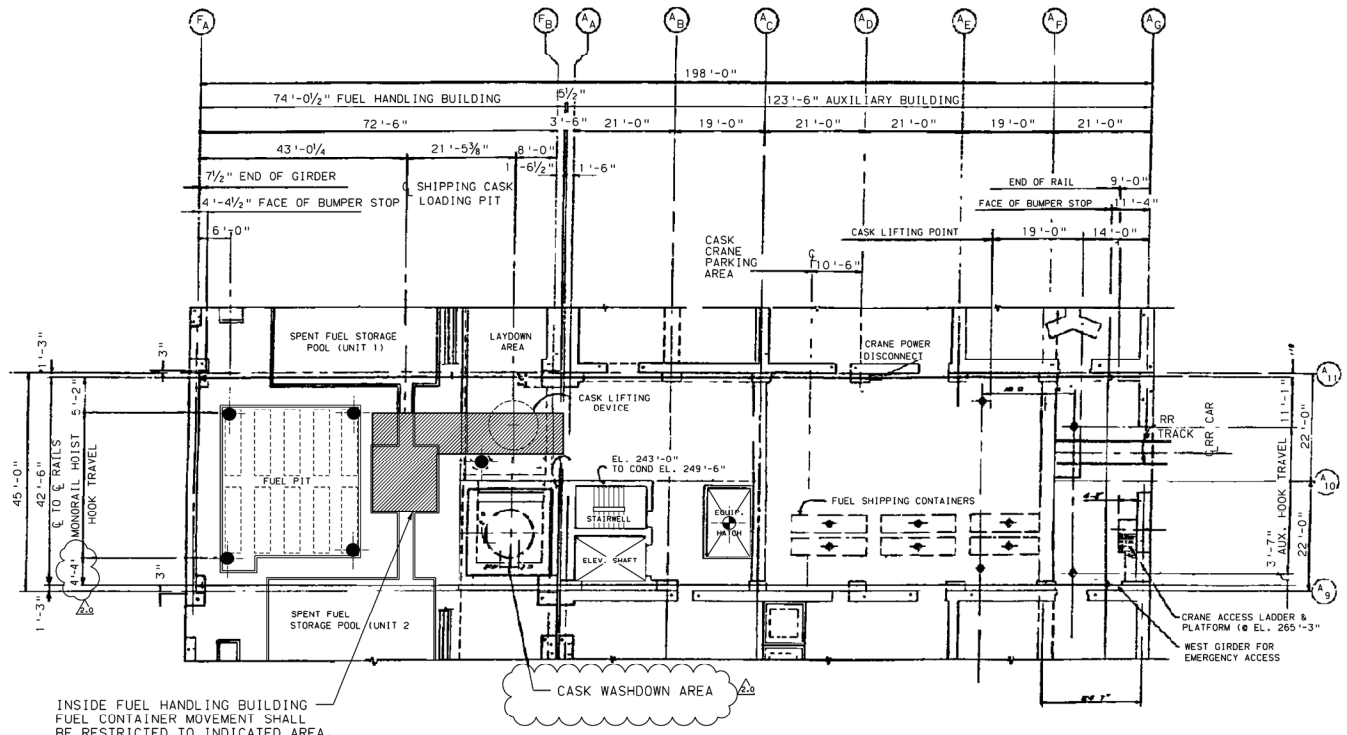 FA FB AA AB AC AD AE AF AG
198'-0"
74'-0½" FUEL HANDLING BUILDING
5½"
123'-6" AUXILIARY BUILDING
72'-6"
3'-6"
21'-0"
19'-0"
21'-0"
21'-0"
19'-0"
21'-0"
43'-0¼
21'-5⅜"
8'-0"
1'-6½"
1'-6"
7½" END OF GIRDER
4'-4½" FACE OF BUMPER STOP
℄ SHIPPING CASK
LOADING PIT
6'-0"
END OF RAIL
9'-0"
FACE OF BUMPER STOP
11'-4"
CASK LIFTING POINT
19'-0"
14'-0"
CASK
CRANE
PARKING
AREA
℄
10'-6"
SPENT FUEL STORAGE
POOL (UNIT 1)
LAYDOWN
AREA
CRANE POWER
DISCONNECT
CASK LIFTING
DEVICE
1'-3"
3"
5'-2"
45'-0"
42'-6"
℄ TO ℄ RAILS
MONORAIL HOIST
HOOK TRAVEL
4'-4"
3"
1'-3"
2.0
FUEL PIT
EL. 243'-0"
TO COND EL. 249'-6"
STAIRWELL
ELEV. SHAFT
EQUIP.
HATCH
FUEL SHIPPING CONTAINERS
RR
TRACK
℄ RR CAR
A11
A10
A9
11'-1"
22'-0"
AUX. HOOK TRAVEL
3'-7"
22'-0"
SPENT FUEL
STORAGE POOL (UNIT 2
CRANE ACCESS LADDER &
PLATFORM (@ EL. 265'-3"
WEST GIRDER FOR
EMERGENCY ACCESS
CASK WASHDOWN AREA
2.0
INSIDE FUEL HANDLING BUILDING
FUEL CONTAINER MOVEMENT SHALL
BE RESTRICTED TO INDICATED AREA.